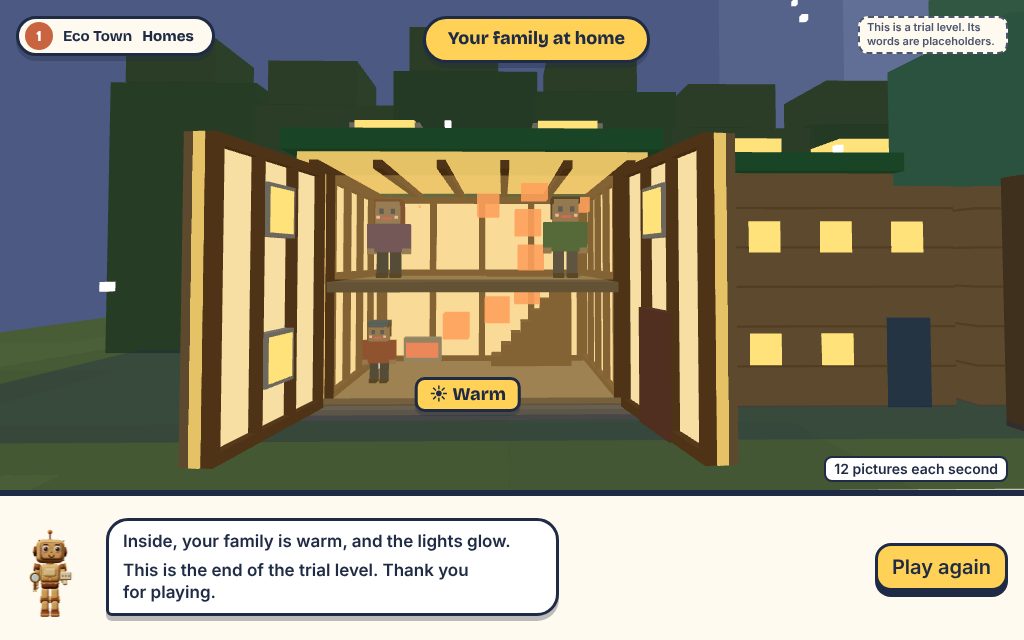 1 Eco Town Homes
Your family at home
This is a trial level. Its
words are placeholders.
Warm
12 pictures each second
Inside, your family is warm, and the lights glow.
This is the end of the trial level. Thank you
for playing.
Play again